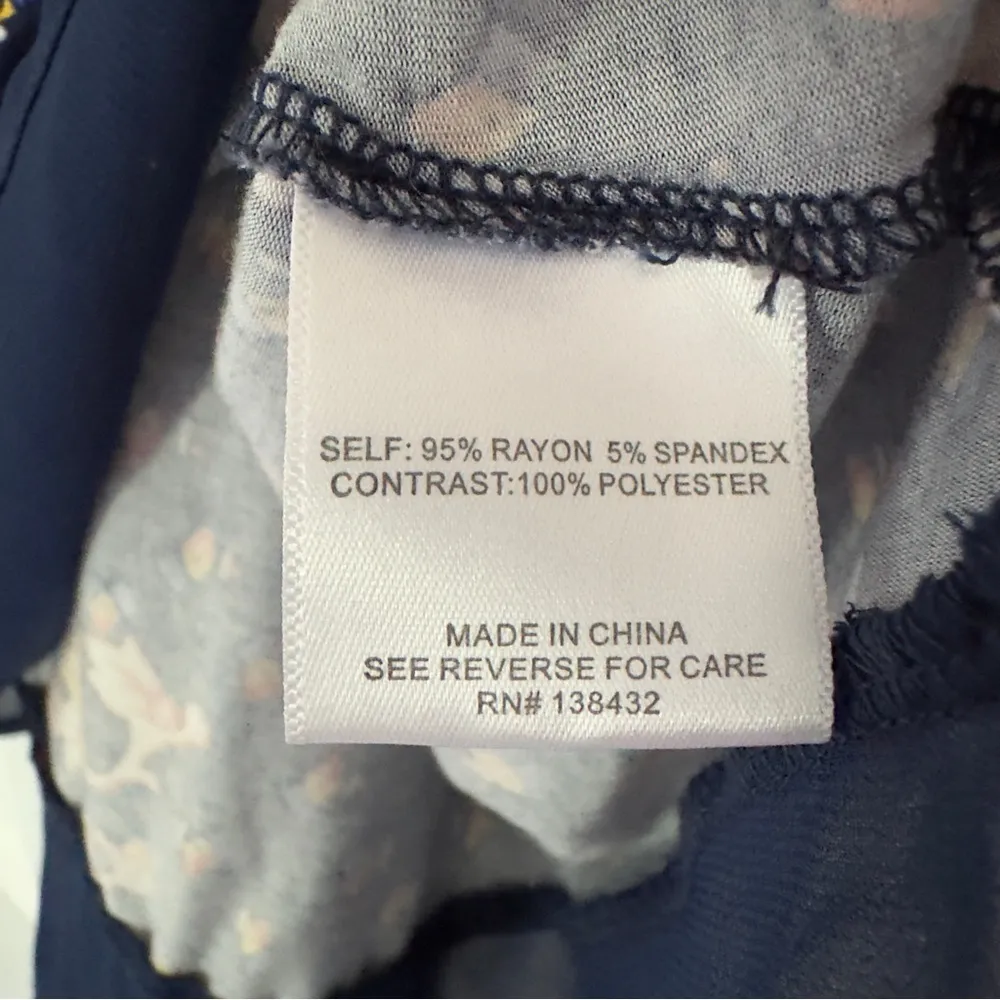 SELF: 95% RAYON 5% SPANDEX
CONTRAST:100% POLYESTER
MADE IN CHINA
SEE REVERSE FOR CARE
RN# 138432